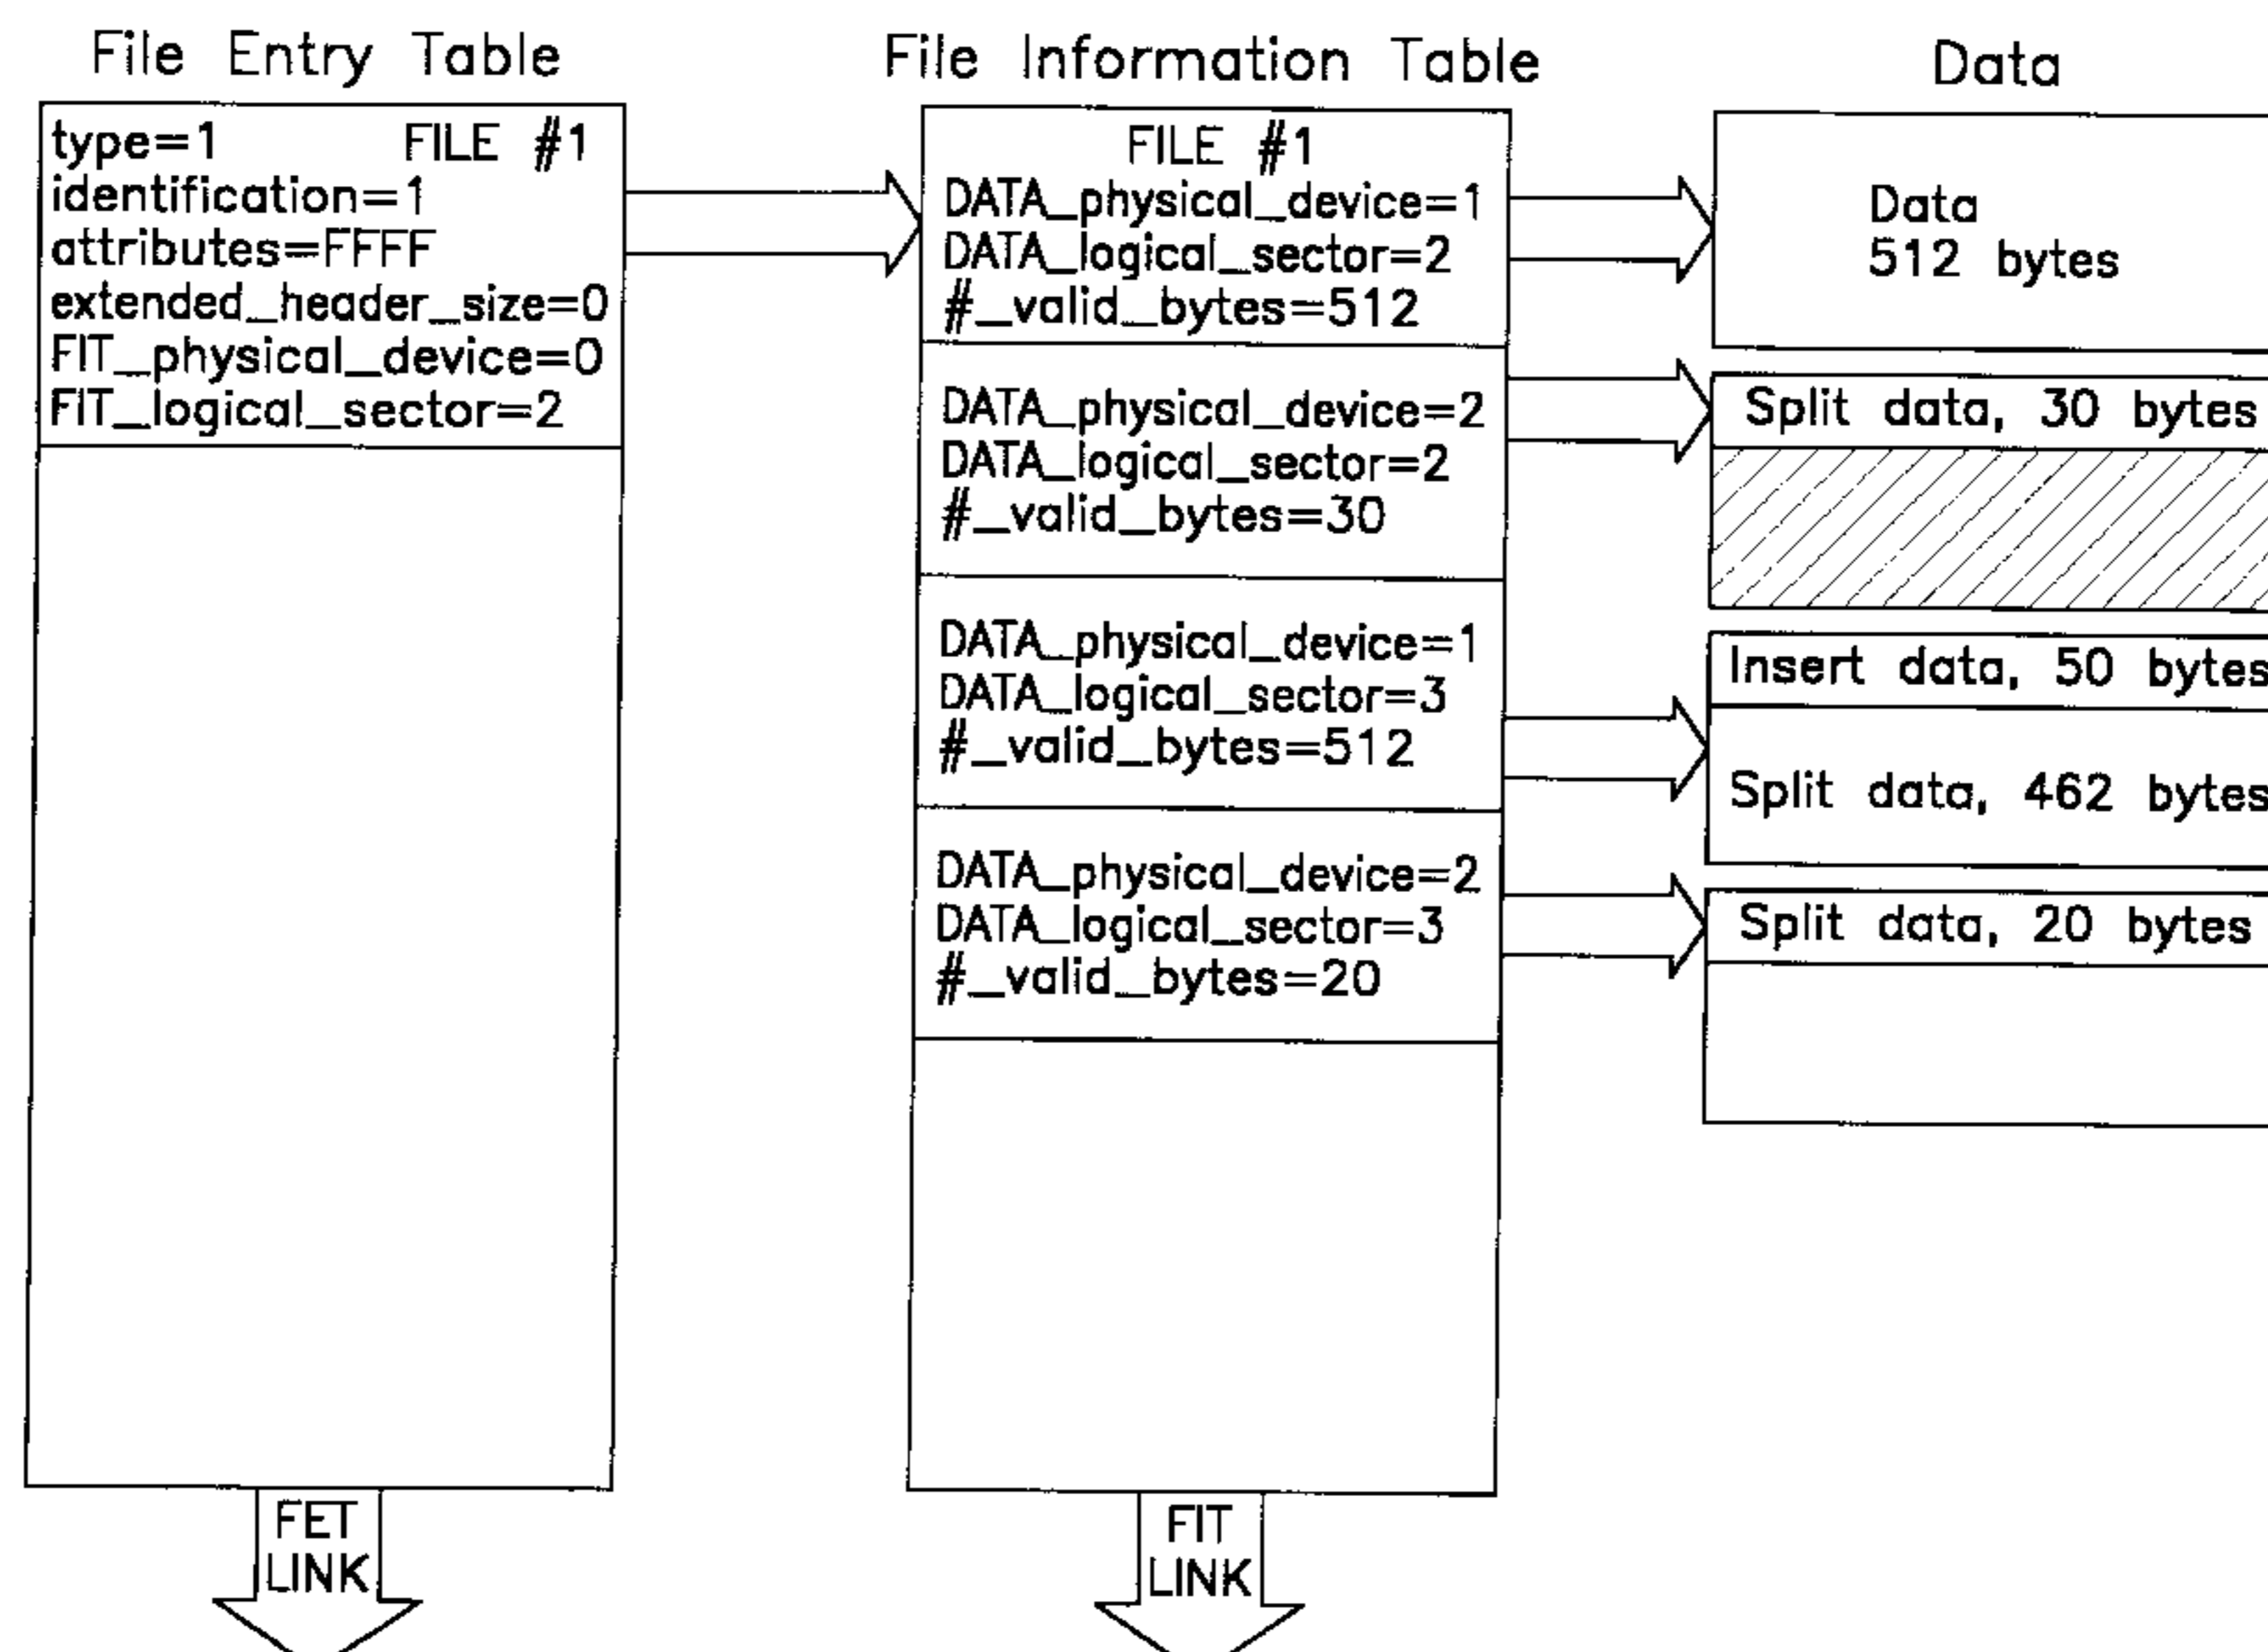 File Entry Table
type=1 FILE #1
identification=1
attributes=FFFF
extended_header_size=0
FIT_physical_device=0
FIT_logical_sector=2
FET
LINK
File Information Table
FILE #1
DATA_physical_device=1
DATA_logical_sector=2
#_valid_bytes=512
DATA_physical_device=2
DATA_logical_sector=2
#_valid_bytes=30
DATA_physical_device=1
DATA_logical_sector=3
#_valid_bytes=512
DATA_physical_device=2
DATA_logical_sector=3
#_valid_bytes=20
FIT
LINK
Data
Data
512 bytes
Split data, 30 bytes
Insert data, 50 bytes
Split data, 462 bytes
Split data, 20 bytes